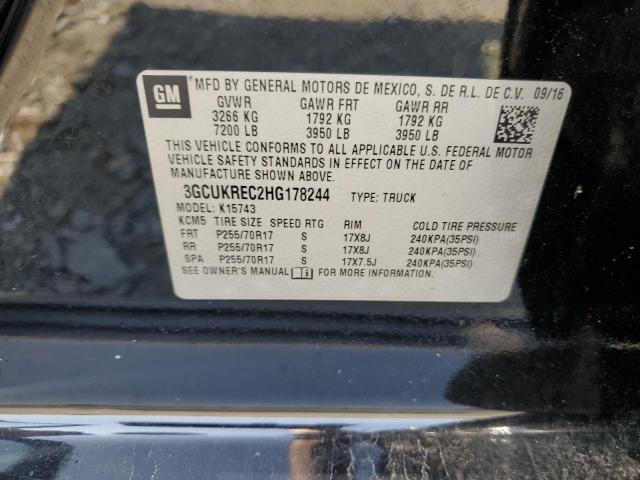 GM
MFD BY GENERAL MOTORS DE MEXICO, S. DE R.L. DE C.V. 09/16
GVWR GAWR FRT GAWR RR
3266 KG 1792 KG 1792 KG
7200 LB 3950 LB 3950 LB
THIS VEHICLE CONFORMS TO ALL APPLICABLE U.S. FEDERAL MOTOR
VEHICLE SAFETY STANDARDS IN EFFECT ON THE DATE OF
MANUFACTURE SHOWN ABOVE.
3GCUKREC2HG178244 TYPE: TRUCK
MODEL: K15743
KCM5 TIRE SIZE SPEED RTG RIM COLD TIRE PRESSURE
FRT P255/70R17 S 17X8J 240KPA(35PSI)
RR P255/70R17 S 17X8J 240KPA(35PSI)
SPA P255/70R17 S 17X7.5J 240KPA(35PSI)
SEE OWNER'S MANUAL FOR MORE INFORMATION.